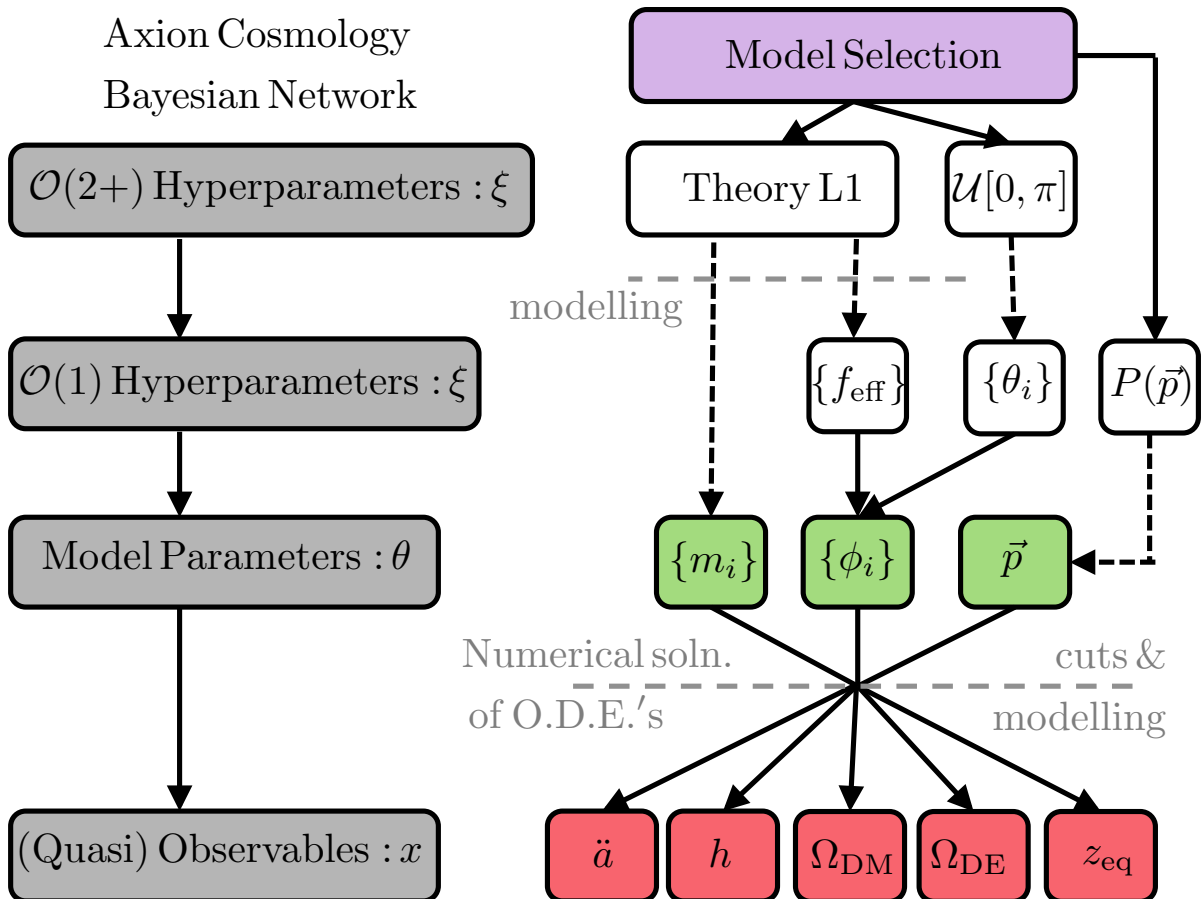 Axion Cosmology
Bayesian Network
Model Selection
𝒪(2+) Hyperparameters : ξ
Theory L1
𝒰[0, π]
modelling
𝒪(1) Hyperparameters : ξ
{f_eff}
{θ_i}
P(p⃗)
Model Parameters : θ
{m_i}
{ϕ_i}
p⃗
Numerical soln.
of O.D.E.'s
cuts &
modelling
(Quasi) Observables : x
ä
h
Ω_DM
Ω_DE
z_eq